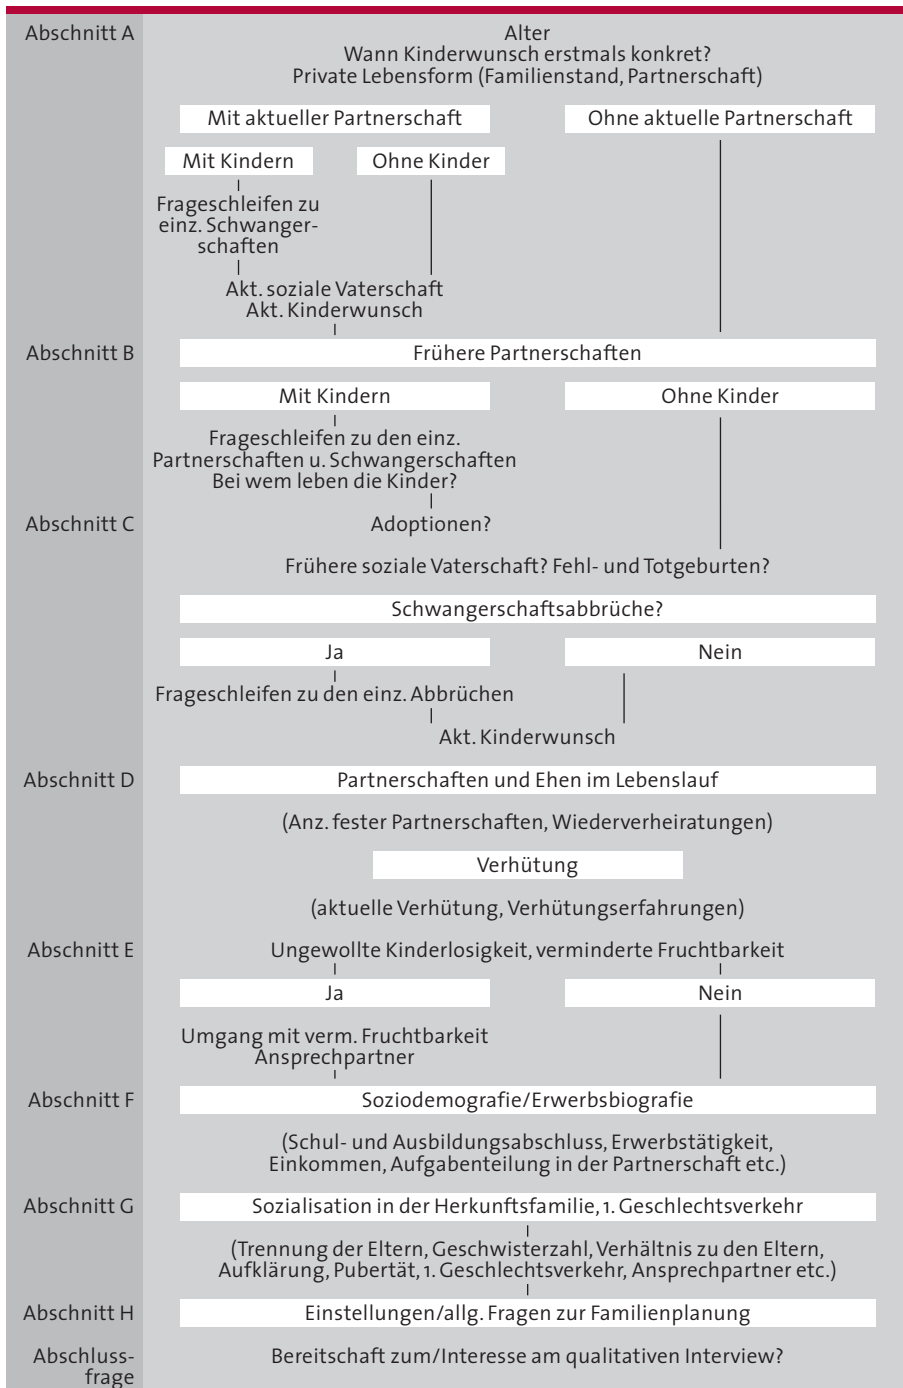 Abschnitt A
Alter
Wann Kinderwunsch erstmals konkret?
Private Lebensform (Familienstand, Partnerschaft)
Mit aktueller Partnerschaft
Ohne aktuelle Partnerschaft
Mit Kindern
Ohne Kinder
Frageschleifen zu
einz. Schwanger-
schaften
Akt. soziale Vaterschaft
Akt. Kinderwunsch
Abschnitt B
Frühere Partnerschaften
Mit Kindern
Ohne Kinder
Frageschleifen zu den einz.
Partnerschaften u. Schwangerschaften
Bei wem leben die Kinder?
Abschnitt C
Adoptionen?
Frühere soziale Vaterschaft? Fehl- und Totgeburten?
Schwangerschaftsabbrüche?
Ja
Nein
Frageschleifen zu den einz. Abbrüchen
Akt. Kinderwunsch
Abschnitt D
Partnerschaften und Ehen im Lebenslauf
(Anz. fester Partnerschaften, Wiederverheiratungen)
Verhütung
(aktuelle Verhütung, Verhütungserfahrungen)
Abschnitt E
Ungewollte Kinderlosigkeit, verminderte Fruchtbarkeit
Ja
Nein
Umgang mit verm. Fruchtbarkeit
Ansprechpartner
Abschnitt F
Soziodemografie/Erwerbsbiografie
(Schul- und Ausbildungsabschluss, Erwerbstätigkeit,
Einkommen, Aufgabenteilung in der Partnerschaft etc.)
Abschnitt G
Sozialisation in der Herkunftsfamilie, 1. Geschlechtsverkehr
(Trennung der Eltern, Geschwisterzahl, Verhältnis zu den Eltern,
Aufklärung, Pubertät, 1. Geschlechtsverkehr, Ansprechpartner etc.)
Abschnitt H
Einstellungen/allg. Fragen zur Familienplanung
Abschluss-
frage
Bereitschaft zum/Interesse am qualitativen Interview?